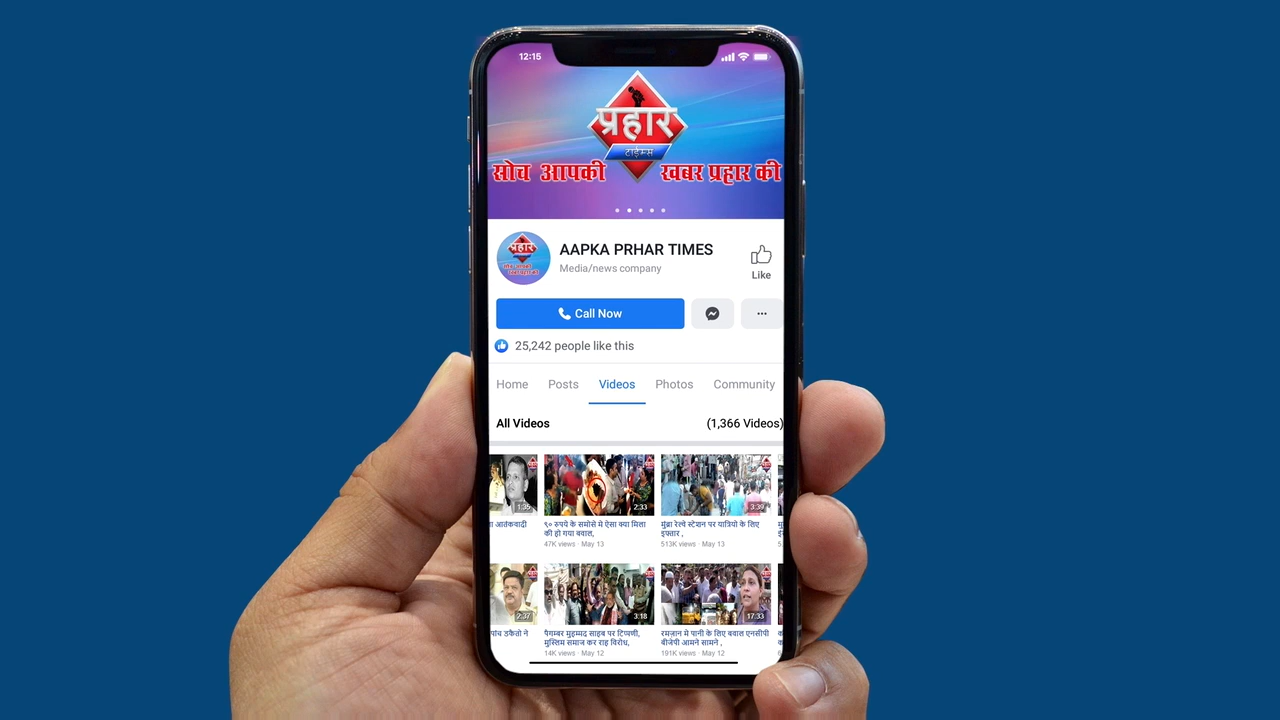 12:15
प्रहार
टाईम्स
सोच आपकी खबर प्रहार की
प्रहार
AAPKA PRHAR TIMES
Media/news company
Like
Call Now
25,242 people like this
Home Posts Videos Photos Community
All Videos (1,366 Videos)
1:35 2:33 3:39
आतंकवादी
९० रुपये के समोसे मे ऐसा क्या मिला
की हो गया बवाल,
47K views · May 13
मुंब्रा रेल्वे स्टेशन पर यात्रियो के लिए
इफ्तार ,
513K views · May 13
2:37 3:18 17:33
पांच डकैतो ने
पैगम्बर मुहम्मद साहब पर टिप्पणी,
मुस्लिम समाज कर राह विरोध,
14K views · May 12
रमज़ान मे पानी के लिए बवाल एनसीपी
बीजेपी आमने सामने ,
191K views · May 12